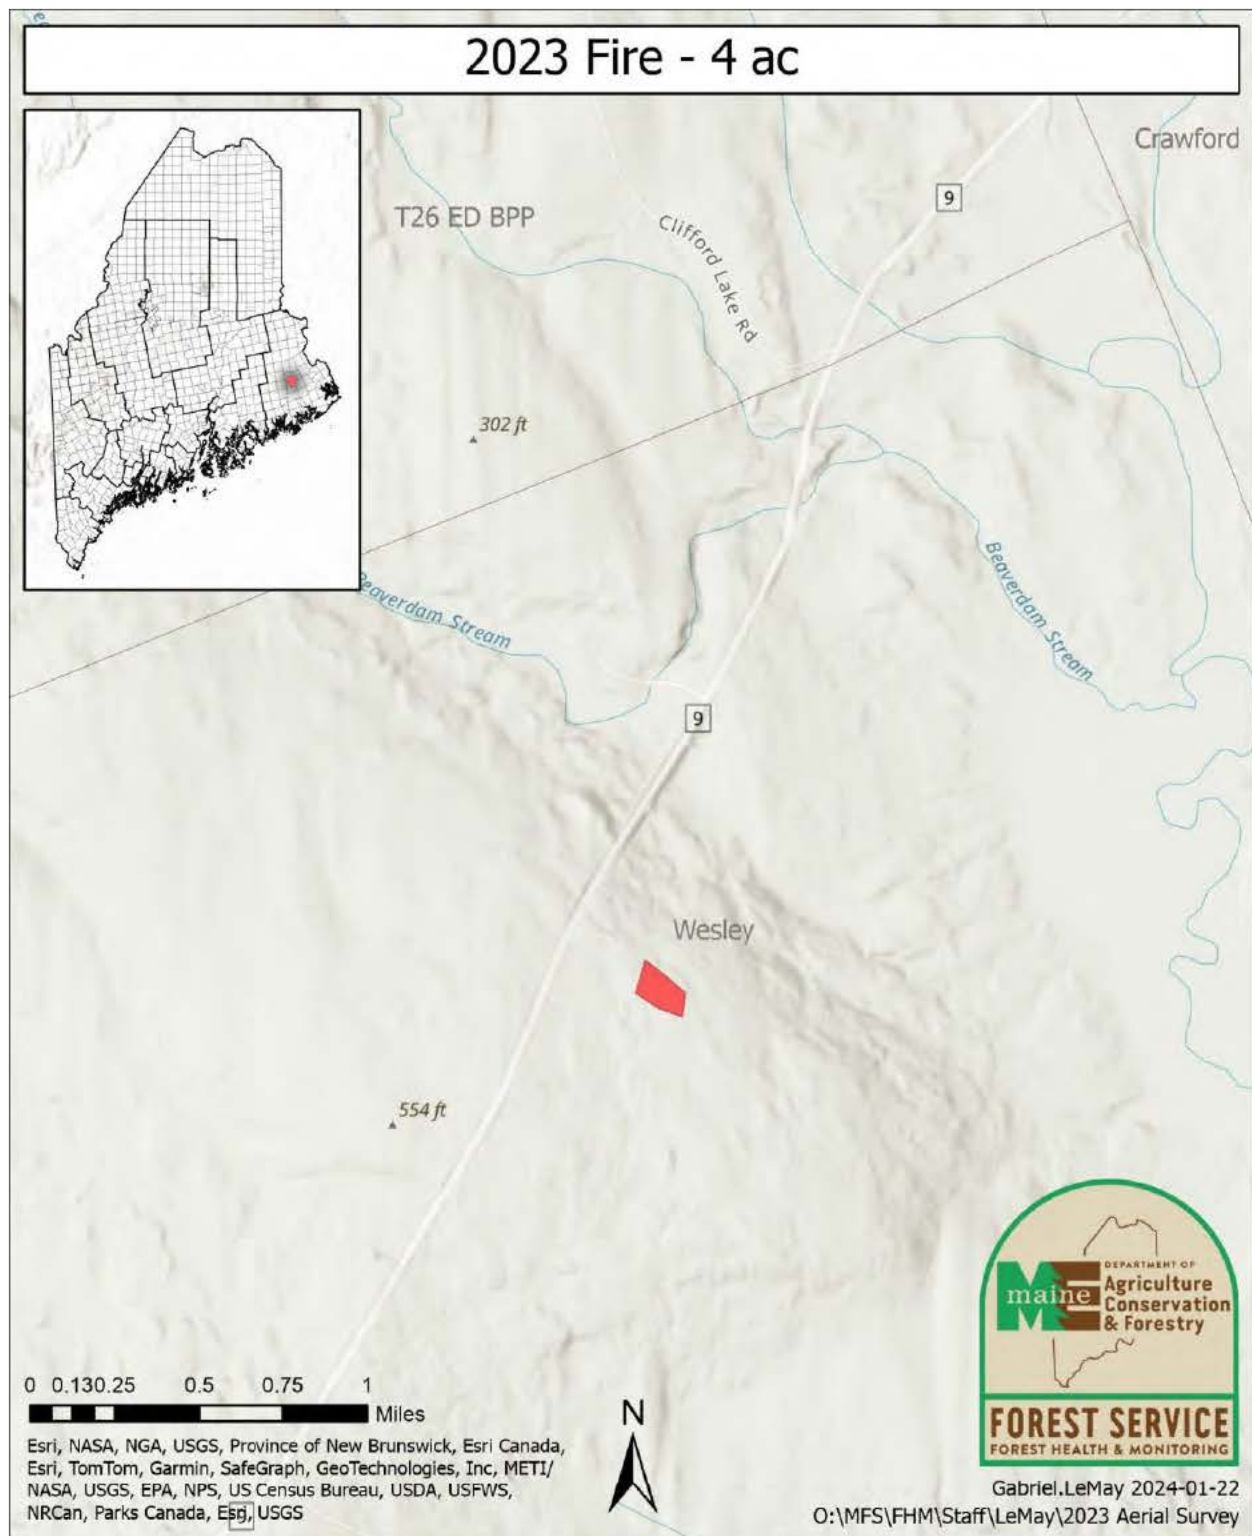 2023 Fire - 4 ac
Crawford
9
T26 ED BPP
Clifford Lake Rd
302 ft
Beaverdam Stream
Beaverdam Stream
9
Wesley
554 ft
DEPARTMENT OF
maine
Agriculture
Conservation
& Forestry
FOREST SERVICE
FOREST HEALTH & MONITORING
0 0.130.25 0.5 0.75 1
Miles
N
Esri, NASA, NGA, USGS, Province of New Brunswick, Esri Canada,
Esri, TomTom, Garmin, SafeGraph, GeoTechnologies, Inc, METI/
NASA, USGS, EPA, NPS, US Census Bureau, USDA, USFWS,
NRCan, Parks Canada, Esri, USGS
Gabriel.LeMay 2024-01-22
O:\MFS\FHM\Staff\LeMay\2023 Aerial Survey